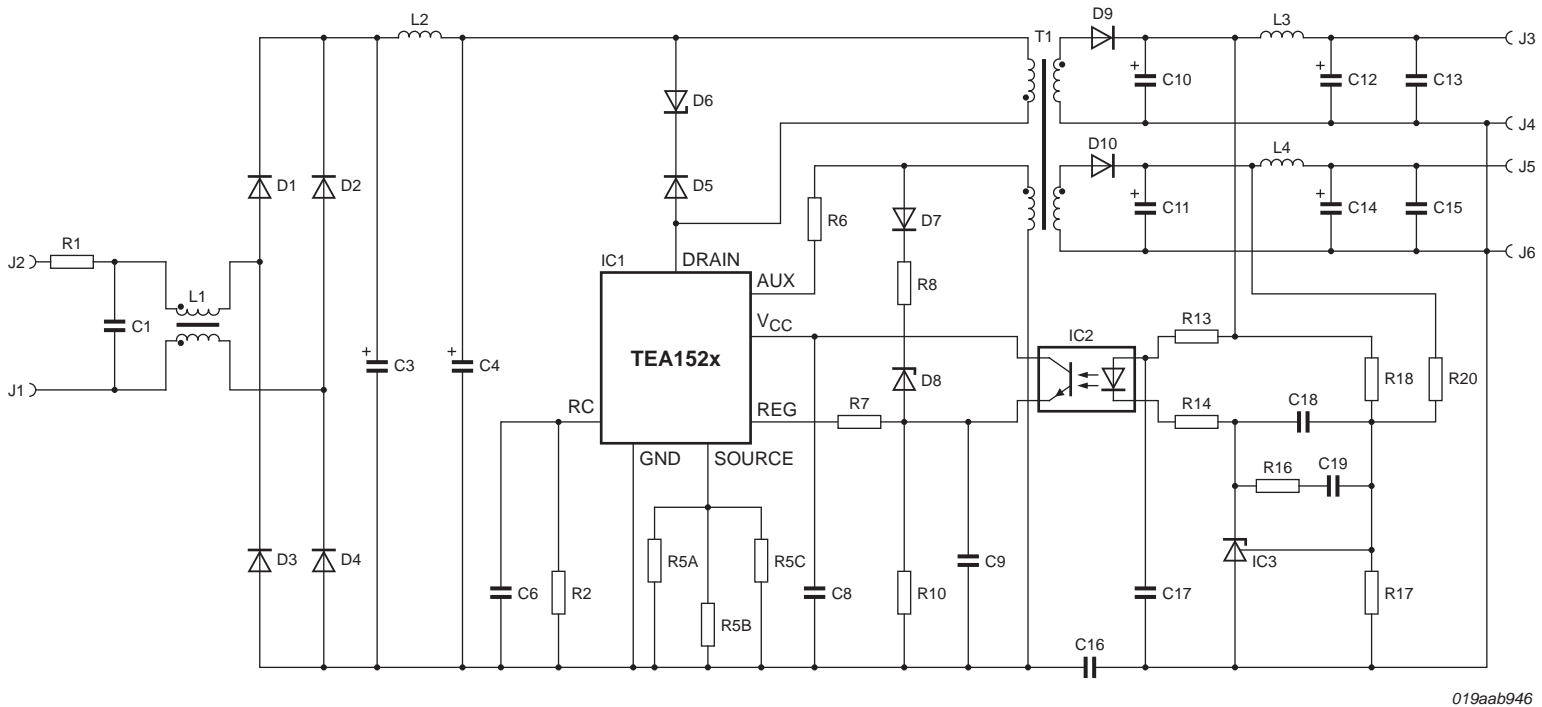 D9
L3
L2
T1
J3
D6
C10
C12
C13
J4
D10
L4
J5
D1
D2
D5
R6
D7
C11
C14
C15
R1
J2
IC1
DRAIN
J6
AUX
R8
L1
C1
VCC
R13
IC2
TEA152x
C3
C4
D8
R18
R20
J1
RC
REG
R7
R14
C18
GND
SOURCE
R16
C19
D3
D4
R5A
R5C
C9
IC3
C6
R2
C8
R10
C17
R17
R5B
C16
019aab946